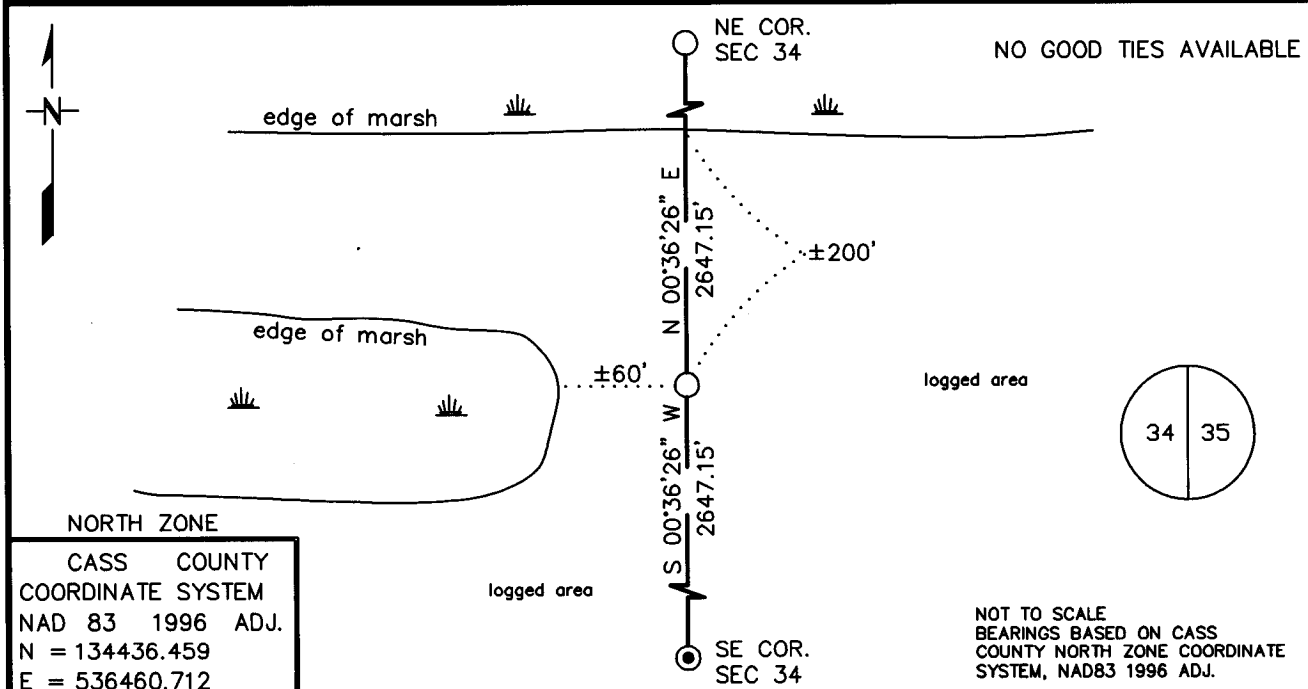 NE COR.
SEC 34
NO GOOD TIES AVAILABLE
N
edge of marsh
N 00°36'26" E
2647.15'
±200'
edge of marsh
±60'
logged area
34 35
S 00°36'26" W
2647.15'
NORTH ZONE
CASS COUNTY
COORDINATE SYSTEM
NAD 83 1996 ADJ.
N = 134436.459
E = 536460.712
logged area
SE COR.
SEC 34
NOT TO SCALE
BEARINGS BASED ON CASS
COUNTY NORTH ZONE COORDINATE
SYSTEM, NAD83 1996 ADJ.